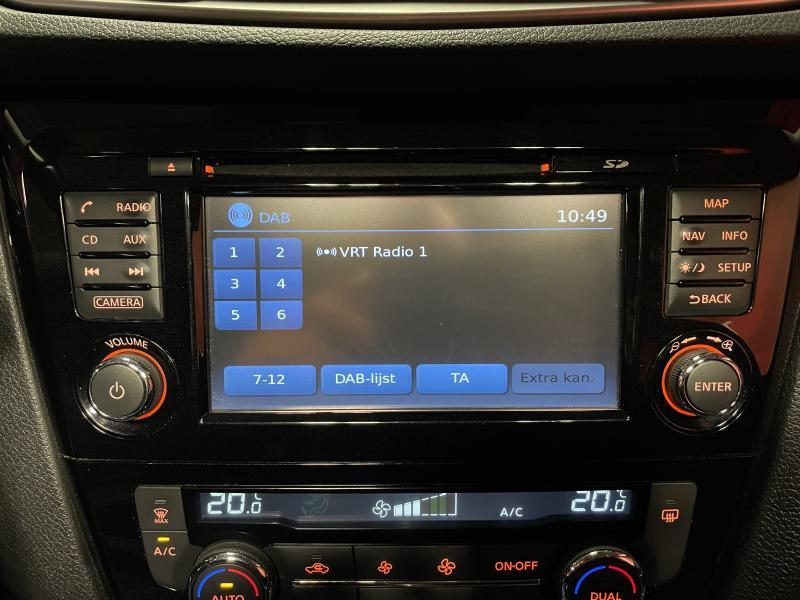 SD
RADIO
CD AUX
CAMERA
VOLUME
DAB 10:49
1 2 VRT Radio 1
3 4
5 6
7-12 DAB-lijst TA Extra kan.
MAP
NAV INFO
SETUP
BACK
ENTER
20.0°C A/C 20.0°C
MAX
A/C
AUTO
ON·OFF
DUAL